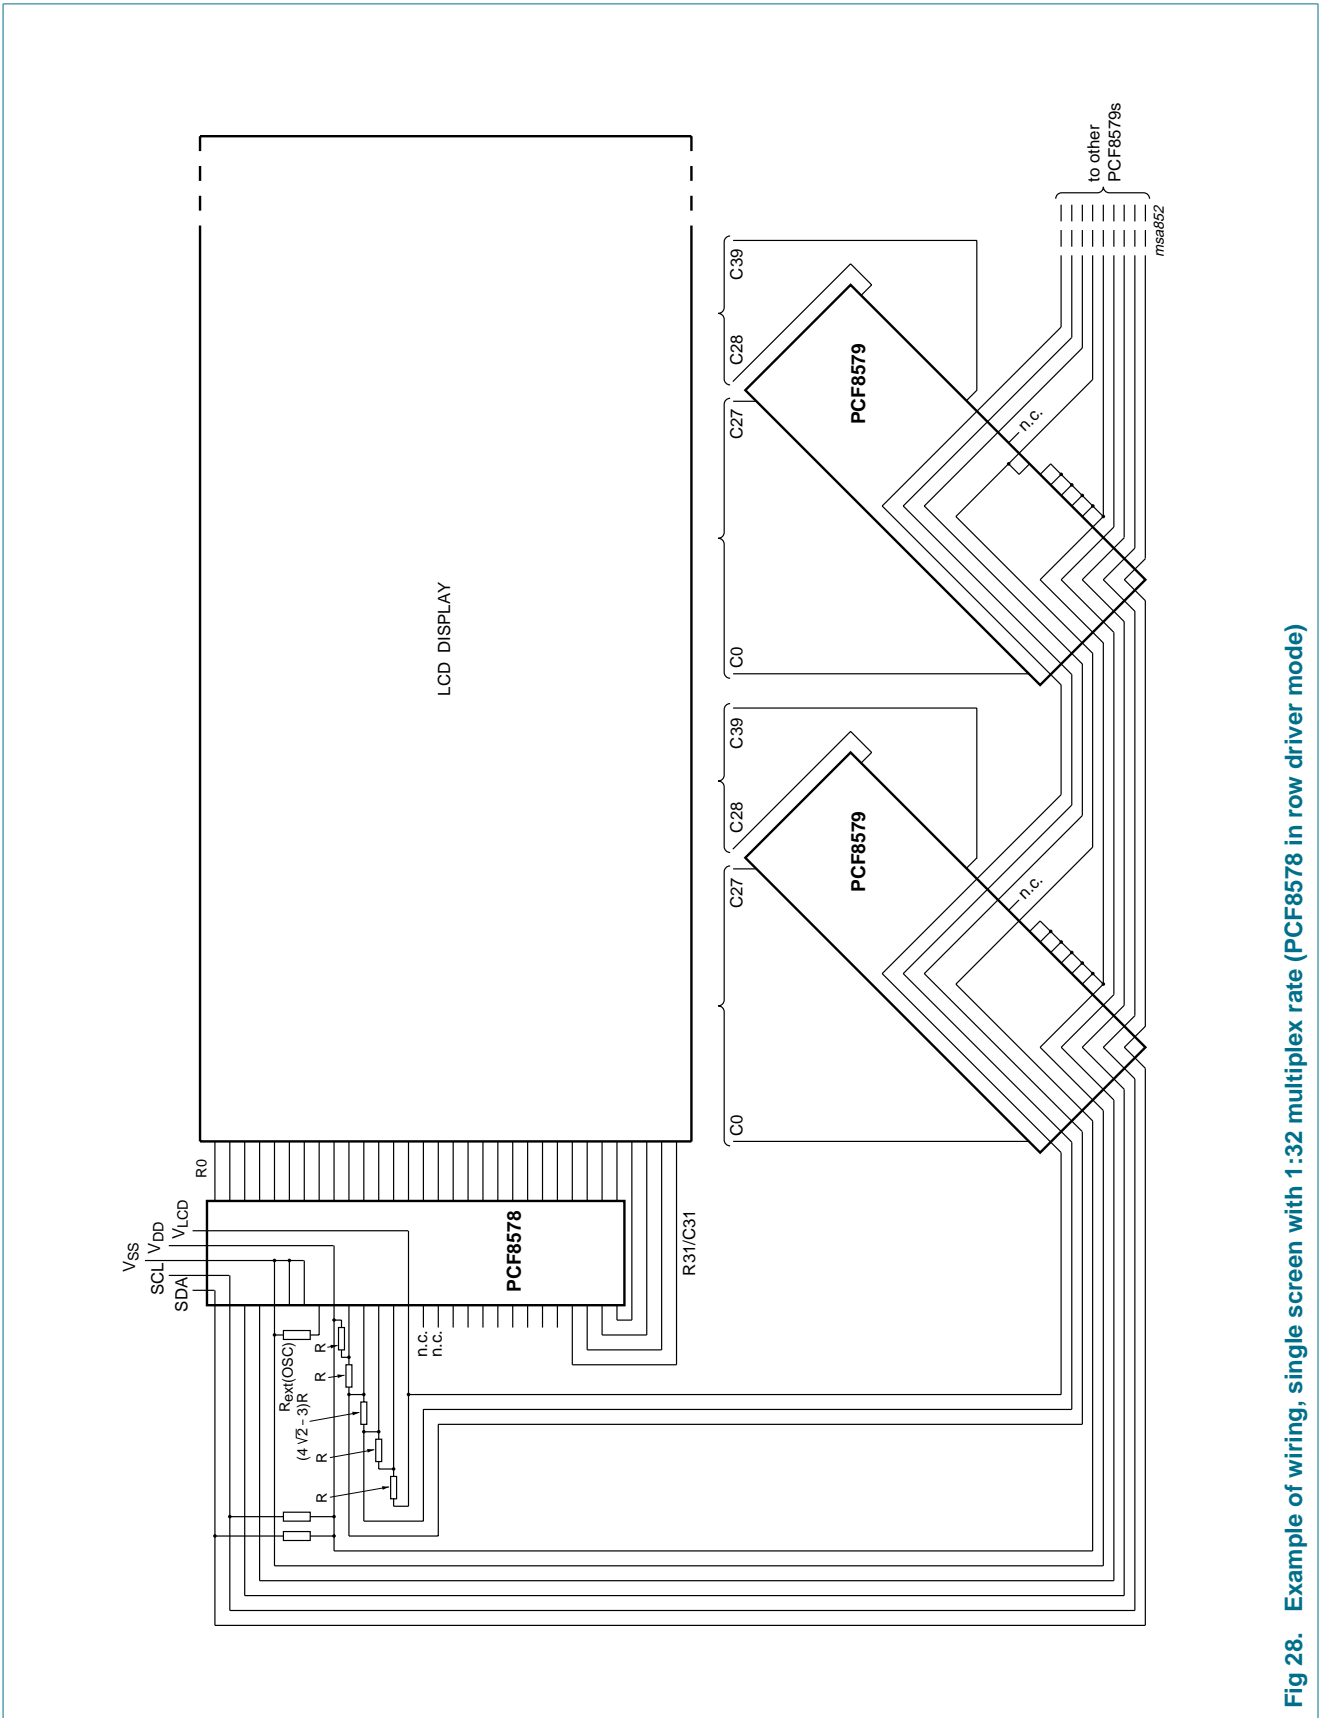 LCD DISPLAY
VSS
SCL
VDD
SDA
VLCD
R0
PCF8578
R31/C31
Rext(OSC)
R
R
(4 √2 − 3)R
R
R
n.c.
n.c.
C0
C27
C28
C39
PCF8579
n.c.
C0
C27
C28
C39
PCF8579
n.c.
to other
PCF8579s
msa852
Fig 28. Example of wiring, single screen with 1:32 multiplex rate (PCF8578 in row driver mode)